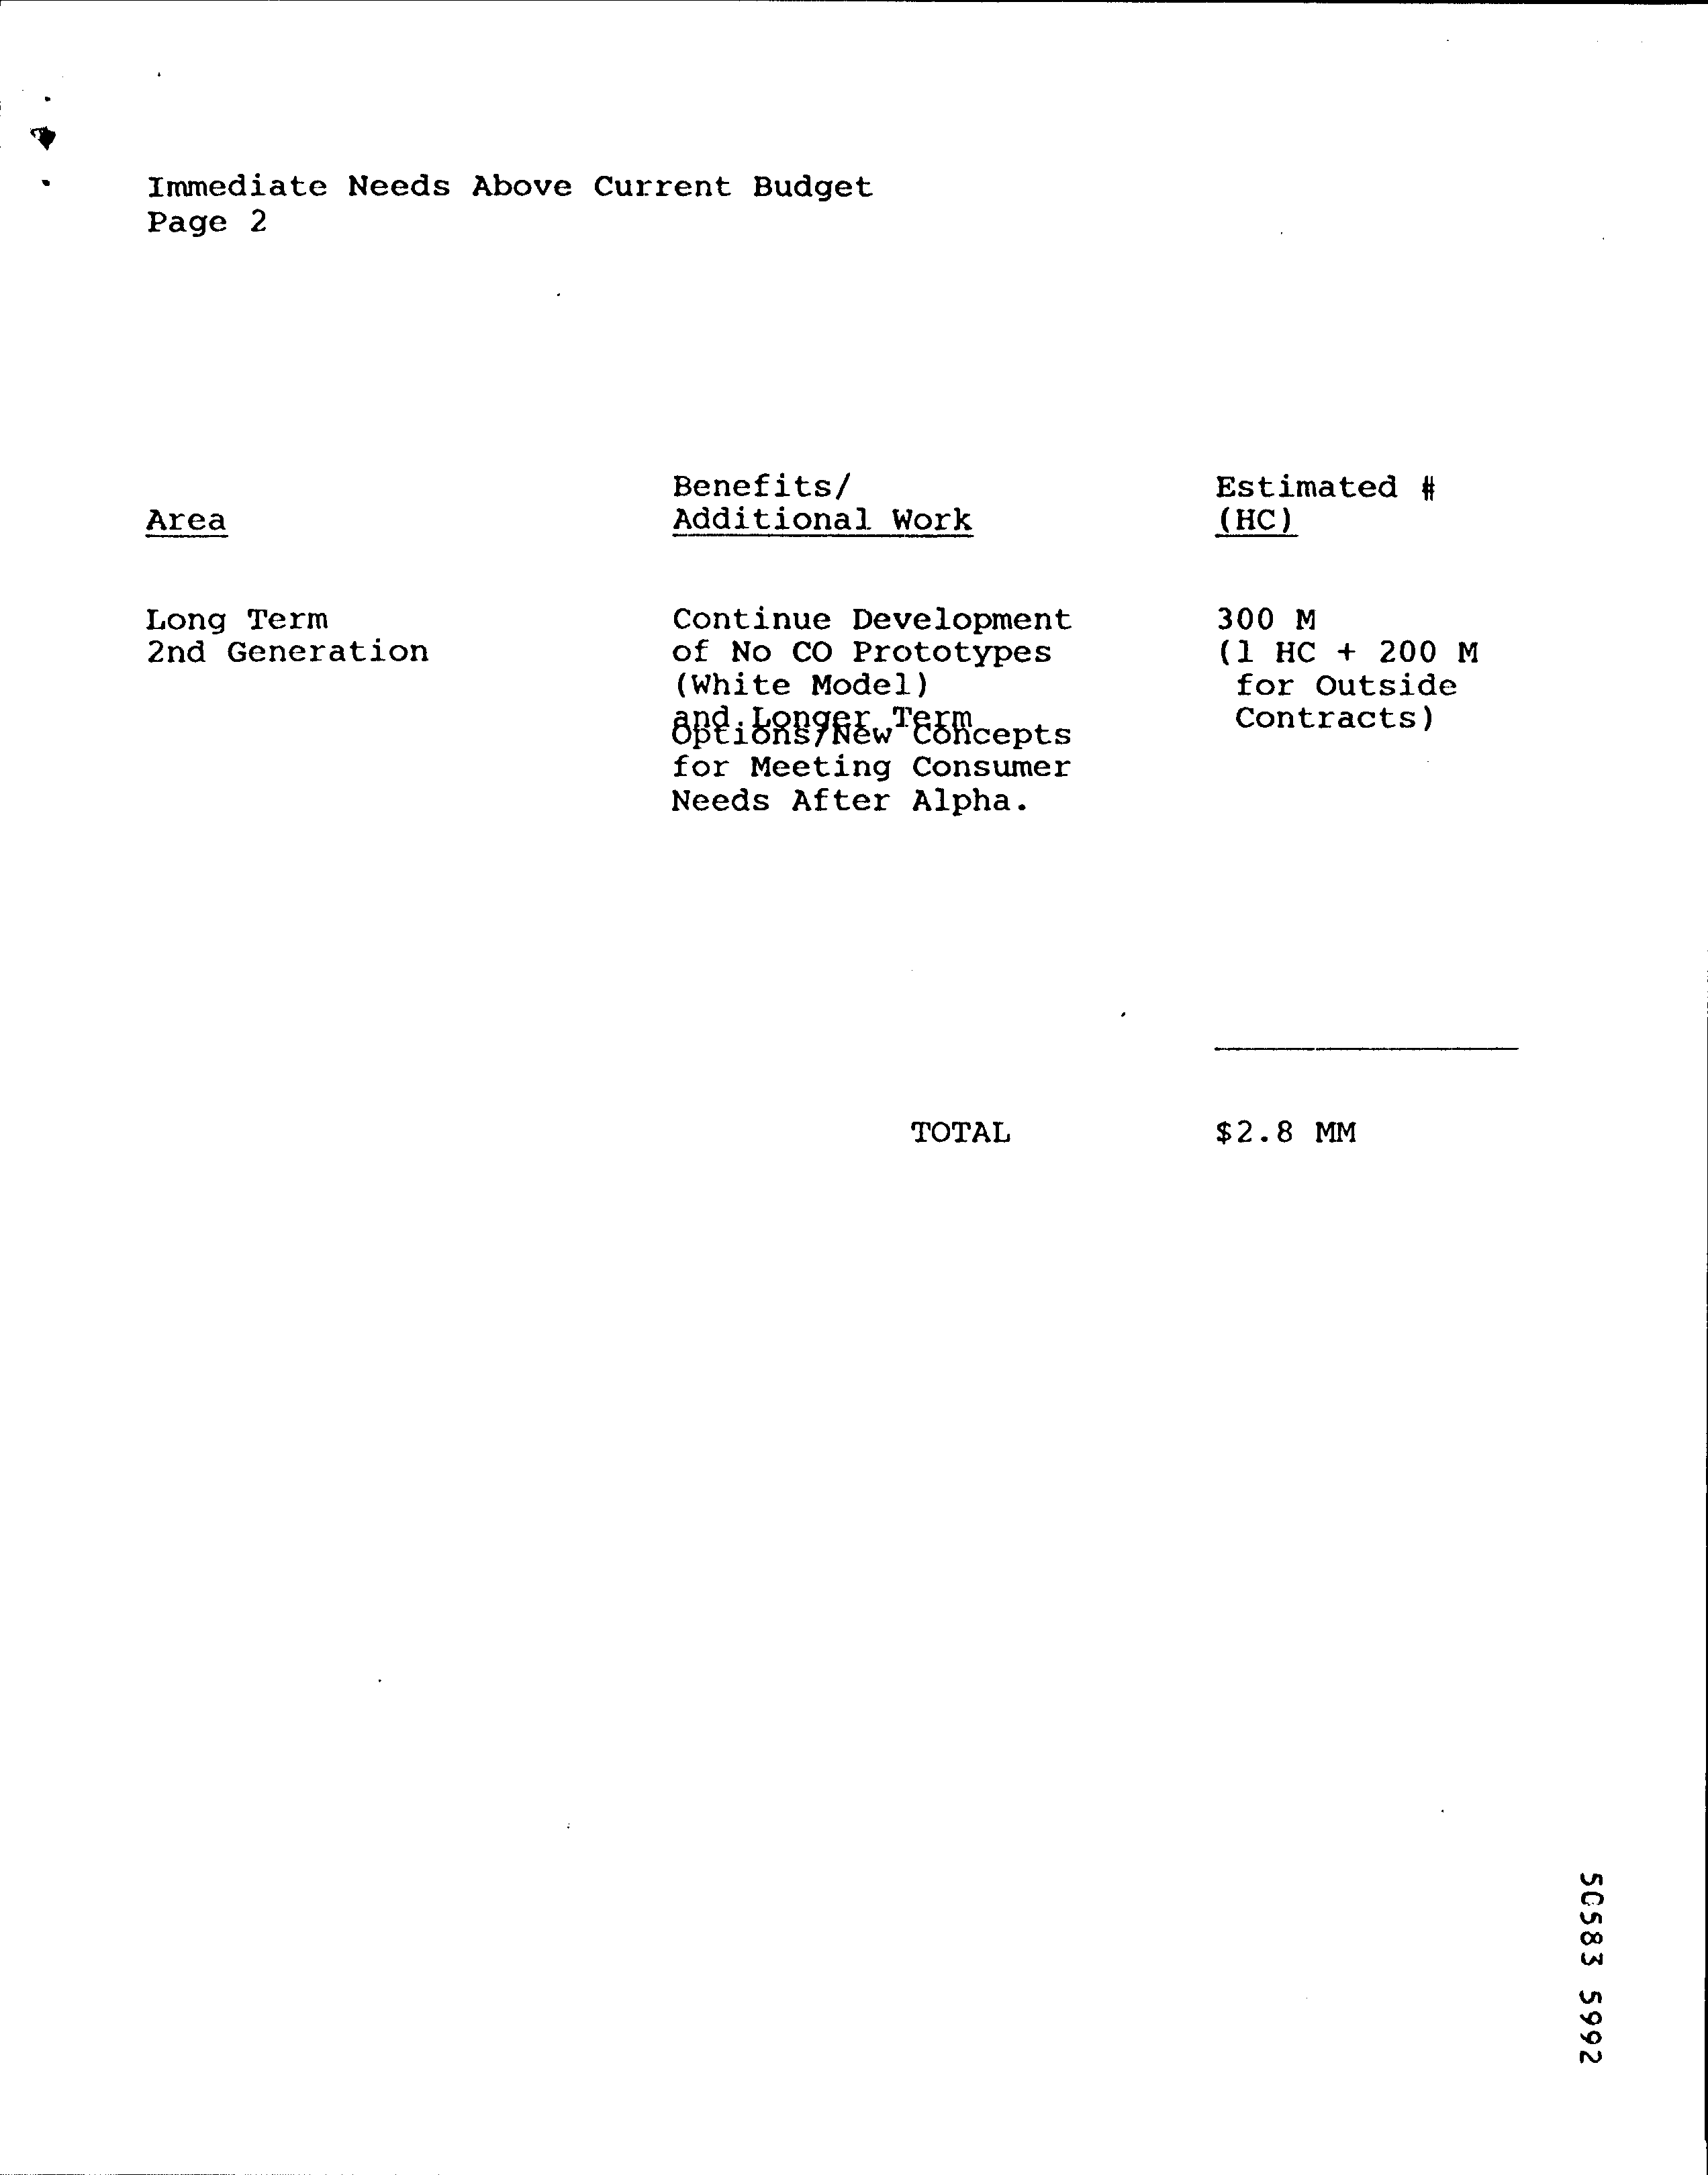 Immediate Needs Above Current Budget
Page 2
Benefits/
Additional Work
Estimated #
(HC)
Area
Long Term
2nd Generation
Continue Development
of No CO Prototypes
(White Model)
and Longer Term
Options/New Concepts
for Meeting Consumer
Needs After Alpha.
300 M
(1 HC + 200 M
for Outside
Contracts)
TOTAL
$2.8 MM
50583 5992